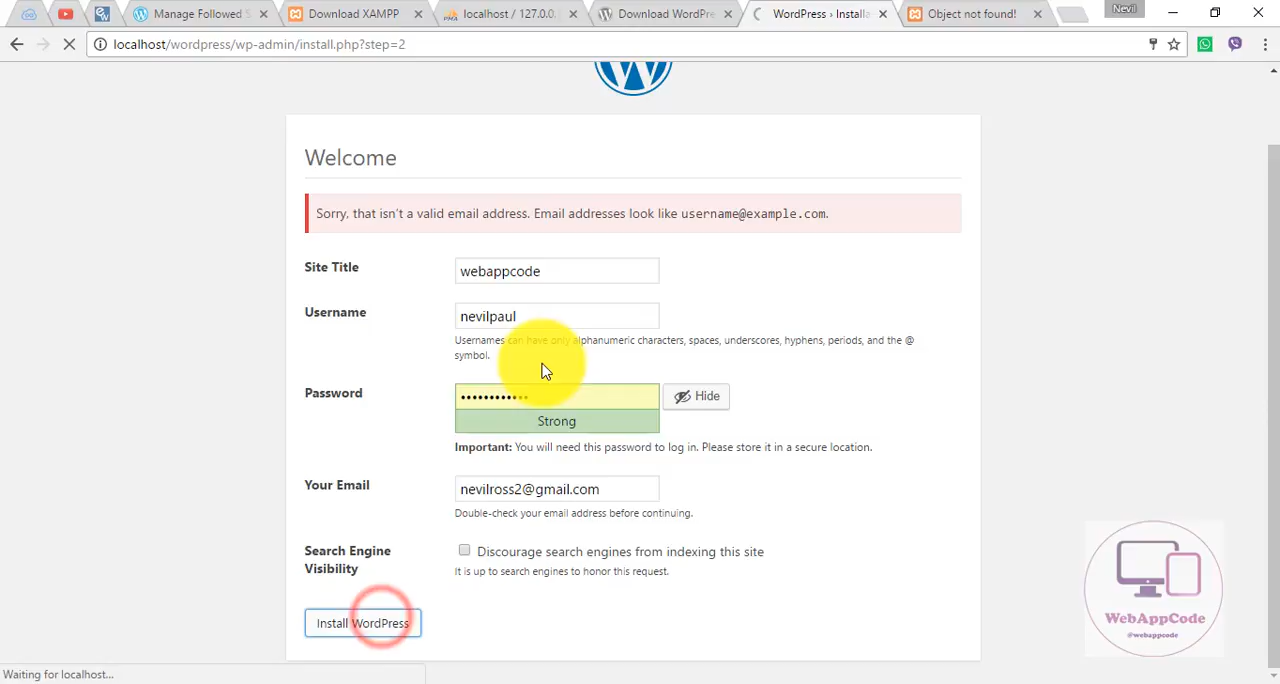 Manage Followed S
Download XAMPP
localhost / 127.0.0.
Download WordPre
WordPress › Installa
Object not found!
Nevil
localhost/wordpress/wp-admin/install.php?step=2
Welcome
Sorry, that isn't a valid email address. Email addresses look like username@example.com.
Site Title
webappcode
Username
nevilpaul
Usernames can have only alphanumeric characters, spaces, underscores, hyphens, periods, and the @
symbol.
Password
••••••••••••
Hide
Strong
Important: You will need this password to log in. Please store it in a secure location.
Your Email
nevilross2@gmail.com
Double-check your email address before continuing.
Search Engine
Visibility
Discourage search engines from indexing this site
It is up to search engines to honor this request.
Install WordPress
WebAppCode
@webappcode
Waiting for localhost...